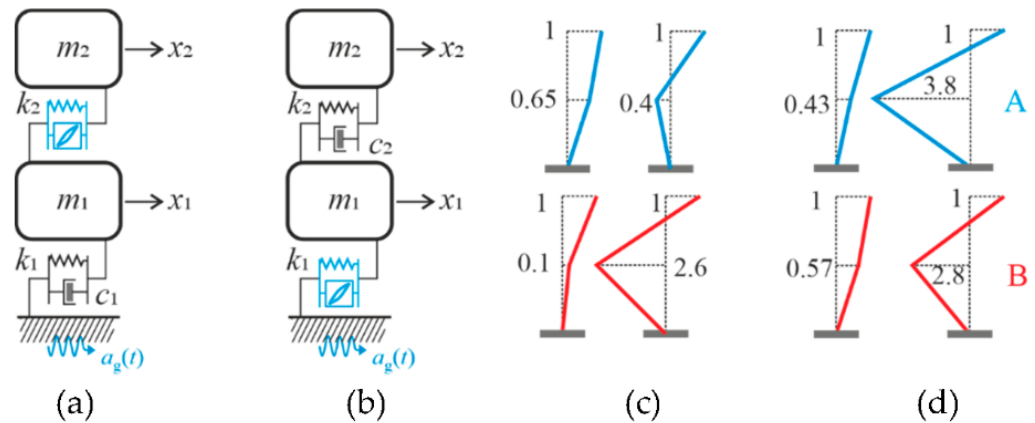 m2 → x2
k2
m1 → x1
k1
c1
ag(t)
(a)
m2 → x2
k2
c2
m1 → x1
k1
ag(t)
(b)
1
0.65
1
0.4
1
0.1
1
2.6
(c)
1
0.43
1
3.8
A
1
0.57
1
2.8
B
(d)